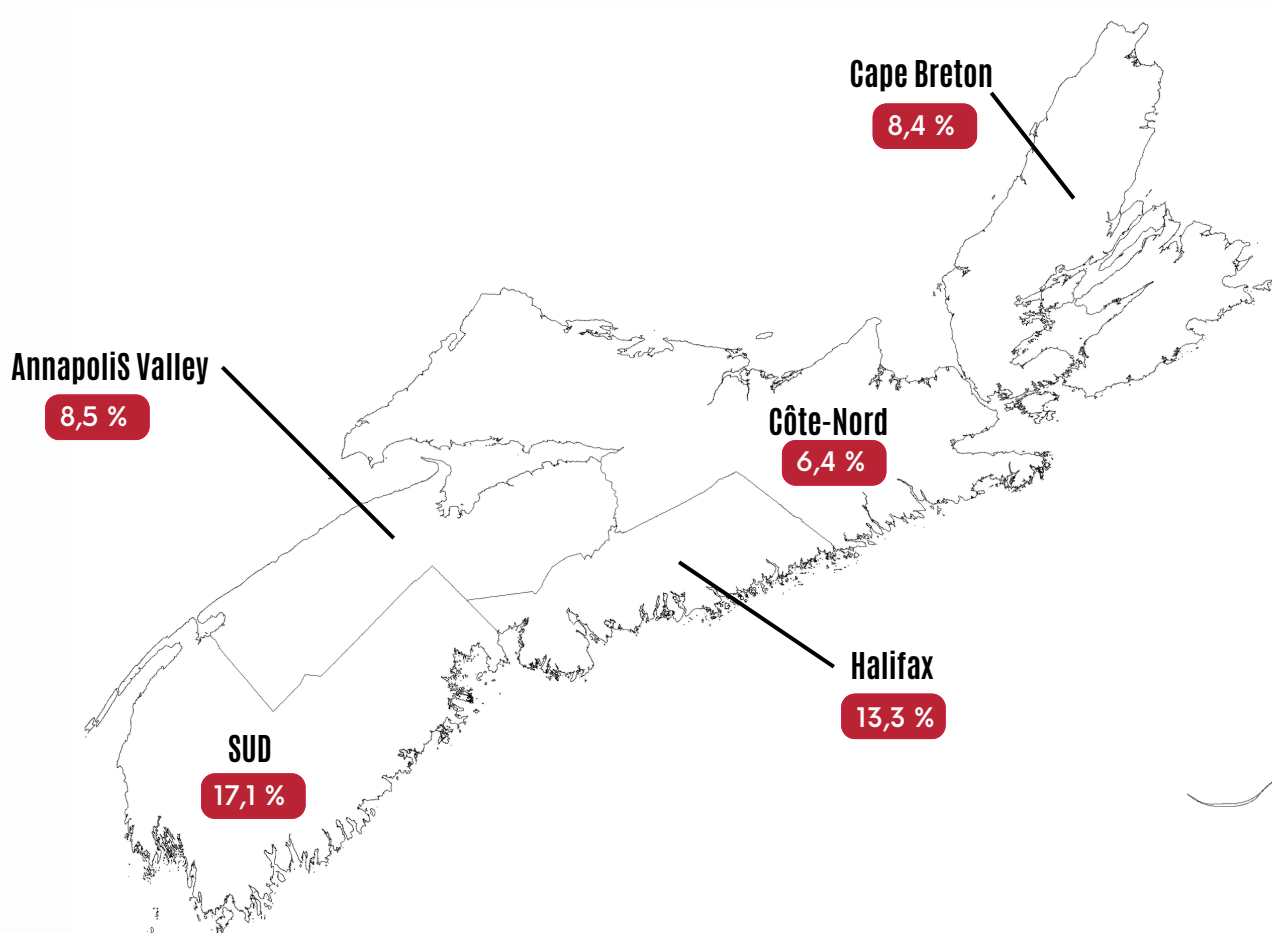 Cape Breton
8,4 %
AnnapoliS Valley
8,5 %
Côte-Nord
6,4 %
Halifax
13,3 %
SUD
17,1 %